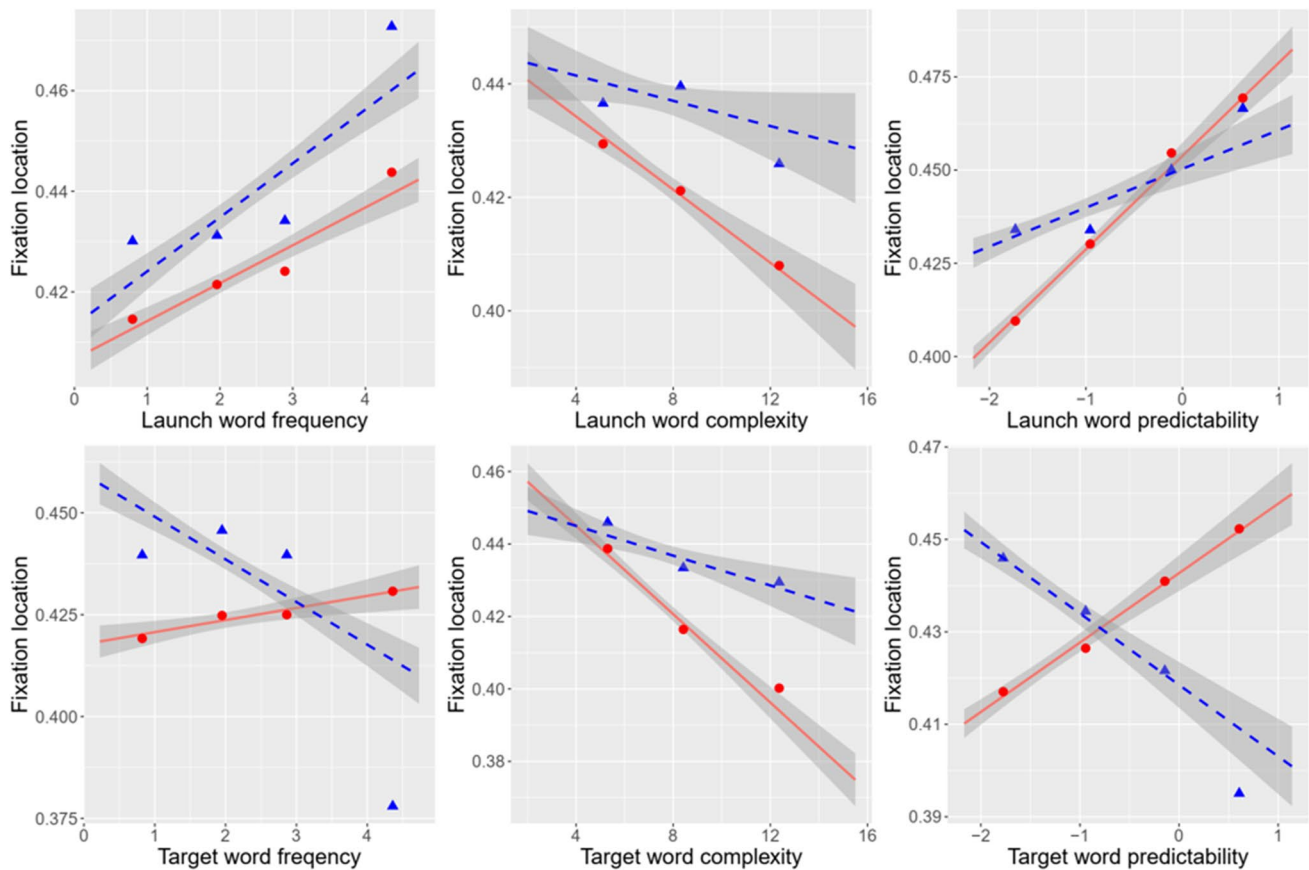 0.46
0.44
0.42
Fixation location
0 1 2 3 4
Launch word frequency
0.44
0.42
0.40
Fixation location
4 8 12 16
Launch word complexity
0.475
0.450
0.425
0.400
Fixation location
−2 −1 0 1
Launch word predictability
0.450
0.425
0.400
0.375
Fixation location
0 1 2 3 4
Target word freqency
0.46
0.44
0.42
0.40
0.38
Fixation location
4 8 12 16
Target word complexity
0.47
0.45
0.43
0.41
0.39
Fixation location
−2 −1 0 1
Target word predictability